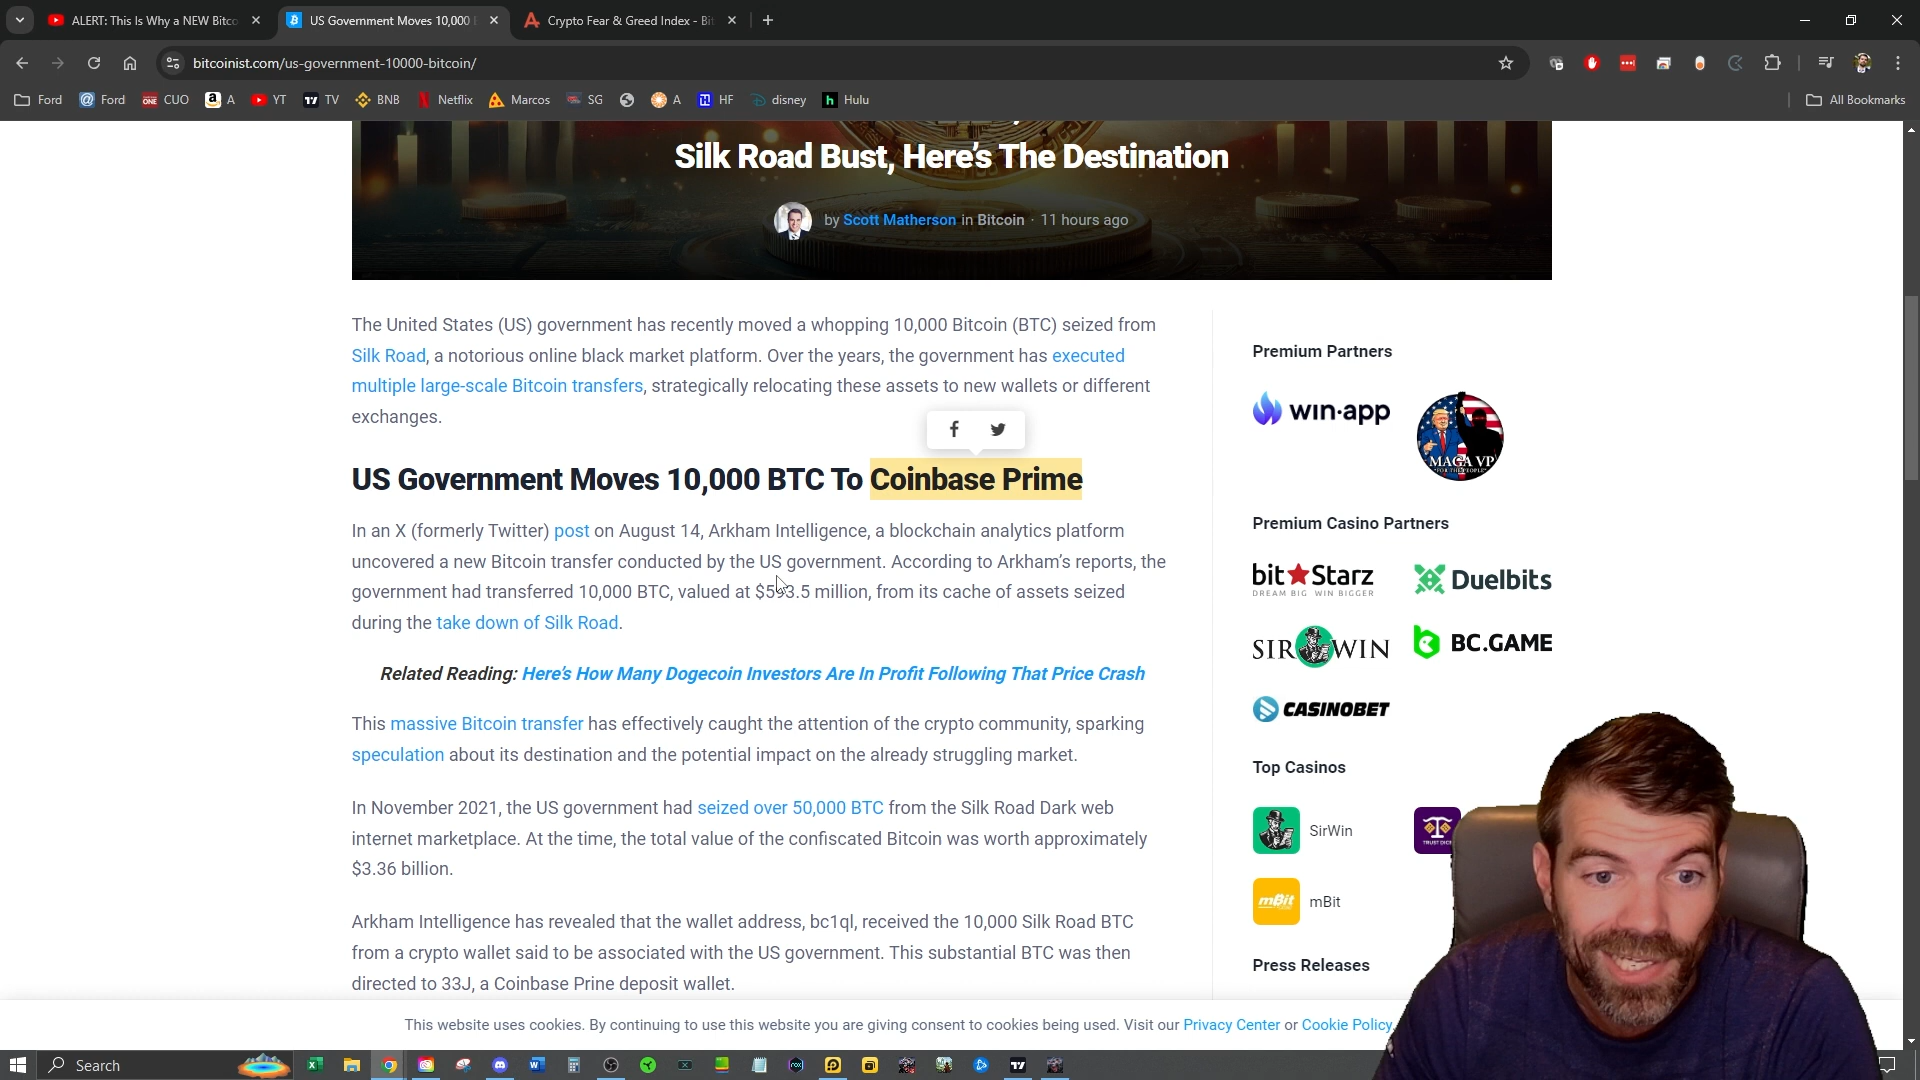 ALERT: This Is Why a NEW Bitco
US Government Moves 10,000
Crypto Fear & Greed Index - Bit
bitcoinist.com/us-government-10000-bitcoin/
Ford
Ford
CUO
A
YT
TV
BNB
Netflix
Marcos
SG
A
HF
disney
Hulu
All Bookmarks
Silk Road Bust, Here's The Destination
by Scott Matherson in Bitcoin · 11 hours ago
The United States (US) government has recently moved a whopping 10,000 Bitcoin (BTC) seized from
Silk Road, a notorious online black market platform. Over the years, the government has executed
multiple large-scale Bitcoin transfers, strategically relocating these assets to new wallets or different
exchanges.
US Government Moves 10,000 BTC To Coinbase Prime
In an X (formerly Twitter) post on August 14, Arkham Intelligence, a blockchain analytics platform
uncovered a new Bitcoin transfer conducted by the US government. According to Arkham's reports, the
government had transferred 10,000 BTC, valued at $593.5 million, from its cache of assets seized
during the take down of Silk Road.
Related Reading: Here's How Many Dogecoin Investors Are In Profit Following That Price Crash
This massive Bitcoin transfer has effectively caught the attention of the crypto community, sparking
speculation about its destination and the potential impact on the already struggling market.
In November 2021, the US government had seized over 50,000 BTC from the Silk Road Dark web
internet marketplace. At the time, the total value of the confiscated Bitcoin was worth approximately
$3.36 billion.
Arkham Intelligence has revealed that the wallet address, bc1ql, received the 10,000 Silk Road BTC
from a crypto wallet said to be associated with the US government. This substantial BTC was then
directed to 33J, a Coinbase Prine deposit wallet.
Premium Partners
win·app
MAGA VP
"FOR THE PEOPLE"
Premium Casino Partners
bit★Starz
DREAM BIG WIN BIGGER
Duelbits
SIR WIN
BC.GAME
CASINOBET
Top Casinos
SirWin
TRUST DICE
mBit
mBit
Press Releases
This website uses cookies. By continuing to use this website you are giving consent to cookies being used. Visit our Privacy Center or Cookie Policy.
Search